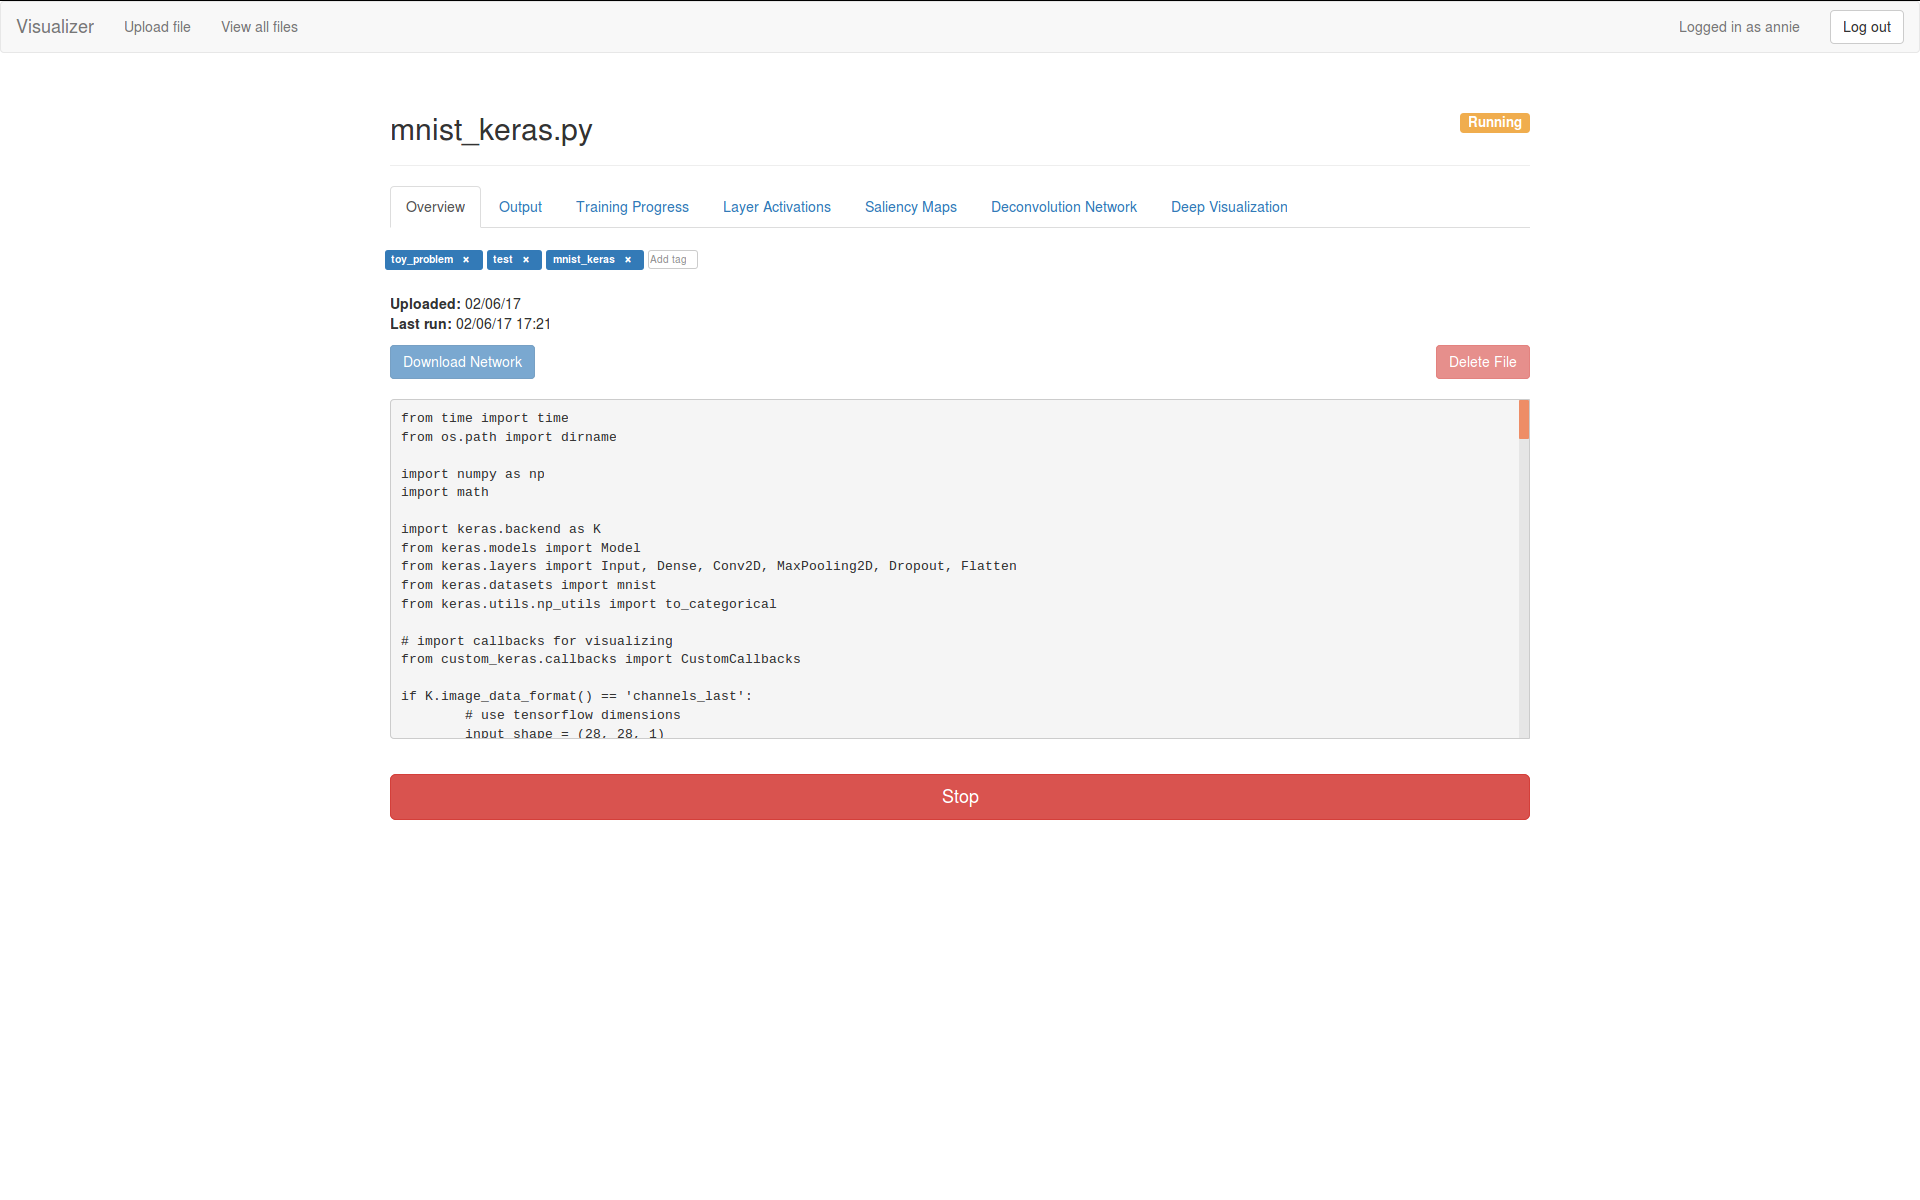 Visualizer Upload file View all files Logged in as annie Log out
mnist_keras.py Running
Overview Output Training Progress Layer Activations Saliency Maps Deconvolution Network Deep Visualization
toy_problem × test × mnist_keras × Add tag
Uploaded: 02/06/17
Last run: 02/06/17 17:21
Download Network Delete File
from time import time
from os.path import dirname
import numpy as np
import math
import keras.backend as K
from keras.models import Model
from keras.layers import Input, Dense, Conv2D, MaxPooling2D, Dropout, Flatten
from keras.datasets import mnist
from keras.utils.np_utils import to_categorical
# import callbacks for visualizing
from custom_keras.callbacks import CustomCallbacks
if K.image_data_format() == 'channels_last':
# use tensorflow dimensions
input_shape = (28, 28, 1)
Stop